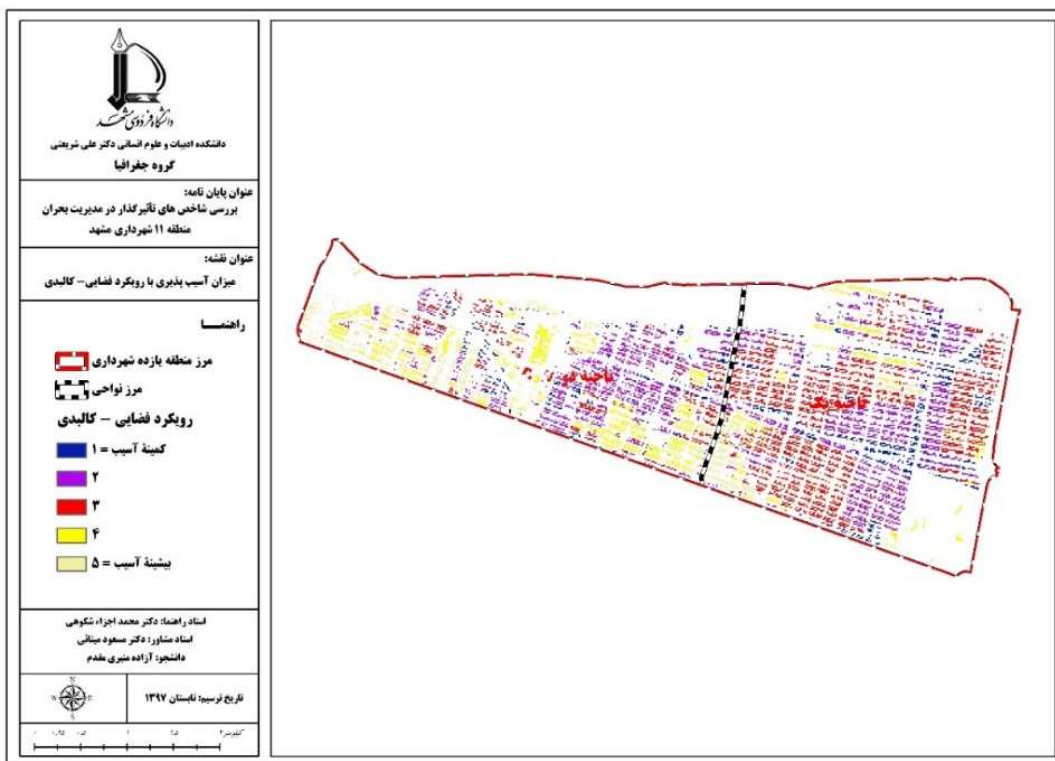 دانشگاه فردوسی مشهد
دانشکده ادبیات و علوم انسانی دکتر علی شریعتی
گروه جغرافیا
عنوان پایان نامه:
بررسی شاخص های تأثیرگذار در مدیریت بحران
منطقه ۱۱ شهرداری مشهد
عنوان نقشه:
میزان آسیب پذیری با رویکرد فضایی– کالبدی
راهنمـــا
مرز منطقه یازده شهرداری
مرز نواحی
رویکرد فضایی – کالبدی
کمینهٔ آسیب = ۱
۲
۳
۴
بیشینهٔ آسیب = ۵
استاد راهنما: دکتر محمد اجزاء شکوهی
استاد مشاور: دکتر مسعود مینائی
دانشجو: آزاده منیری مقدم
تاریخ ترسیم: تابستان ۱۳۹۷
N
W E
S
کیلومتر
ناحیه دو
ناحیه یک